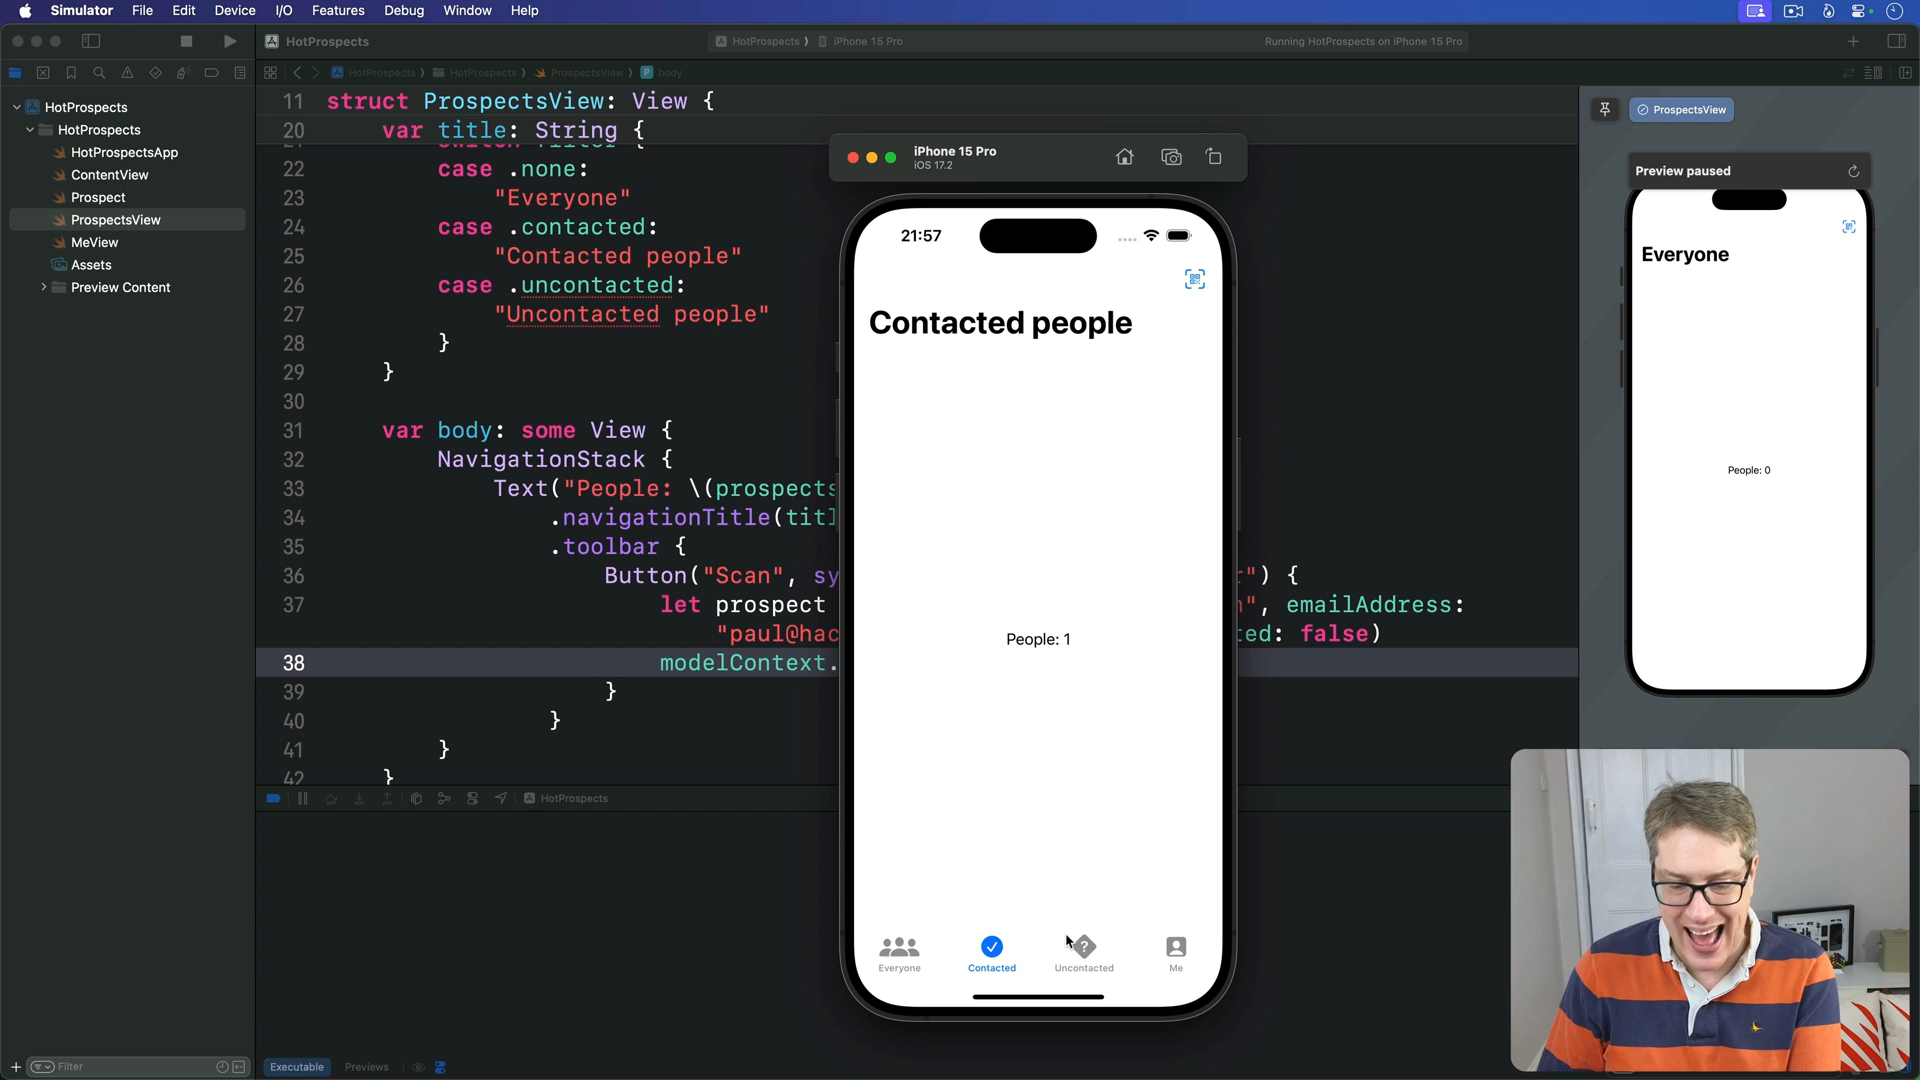 Simulator File Edit Device I/O Features Debug Window Help
HotProspects
HotProspects ⟩ iPhone 15 Pro
Running HotProspects on iPhone 15 Pro
HotProspects ⟩ HotProspects ⟩ ProspectsView ⟩ P body
HotProspects
HotProspects
HotProspectsApp
ContentView
Prospect
ProspectsView
MeView
Assets
Preview Content
11 struct ProspectsView: View {
20 var title: String {
22 case .none:
23 "Everyone"
24 case .contacted:
25 "Contacted people"
26 case .uncontacted:
27 "Uncontacted people"
28 }
29 }
30
31 var body: some View {
32 NavigationStack {
33 Text("People: \(prospects
34 .navigationTitle(titl
35 .toolbar {
36 Button("Scan", sy r") {
37 let prospect ", emailAddress:
"paul@hac ted: false)
38 modelContext.
39 }
40 }
41 }
42 }
iPhone 15 Pro
iOS 17.2
21:57
Contacted people
People: 1
Everyone
Contacted
Uncontacted
Me
ProspectsView
Preview paused
Everyone
People: 0
HotProspects
Filter
Executable Previews